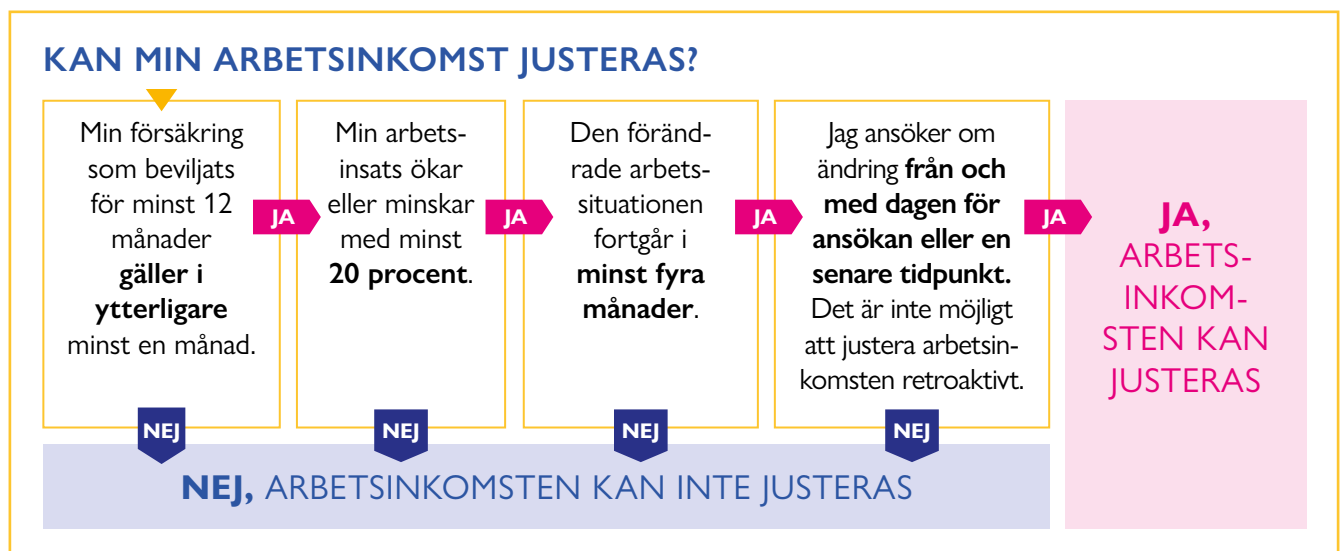 KAN MIN ARBETSINKOMST JUSTERAS?
Min försäkring
som beviljats
för minst 12
månader
gäller i
ytterligare
minst en månad.
JA
NEJ
Min arbets-
insats ökar
eller minskar
med minst
20 procent.
JA
NEJ
Den föränd-
rade arbets-
situationen
fortgår i
minst fyra
månader.
JA
NEJ
Jag ansöker om
ändring från och
med dagen för
ansökan eller en
senare tidpunkt.
Det är inte möjligt
att justera arbetsin-
komsten retroaktivt.
JA
NEJ
JA,
ARBETS-
INKOM-
STEN KAN
JUSTERAS
NEJ, ARBETSINKOMSTEN KAN INTE JUSTERAS